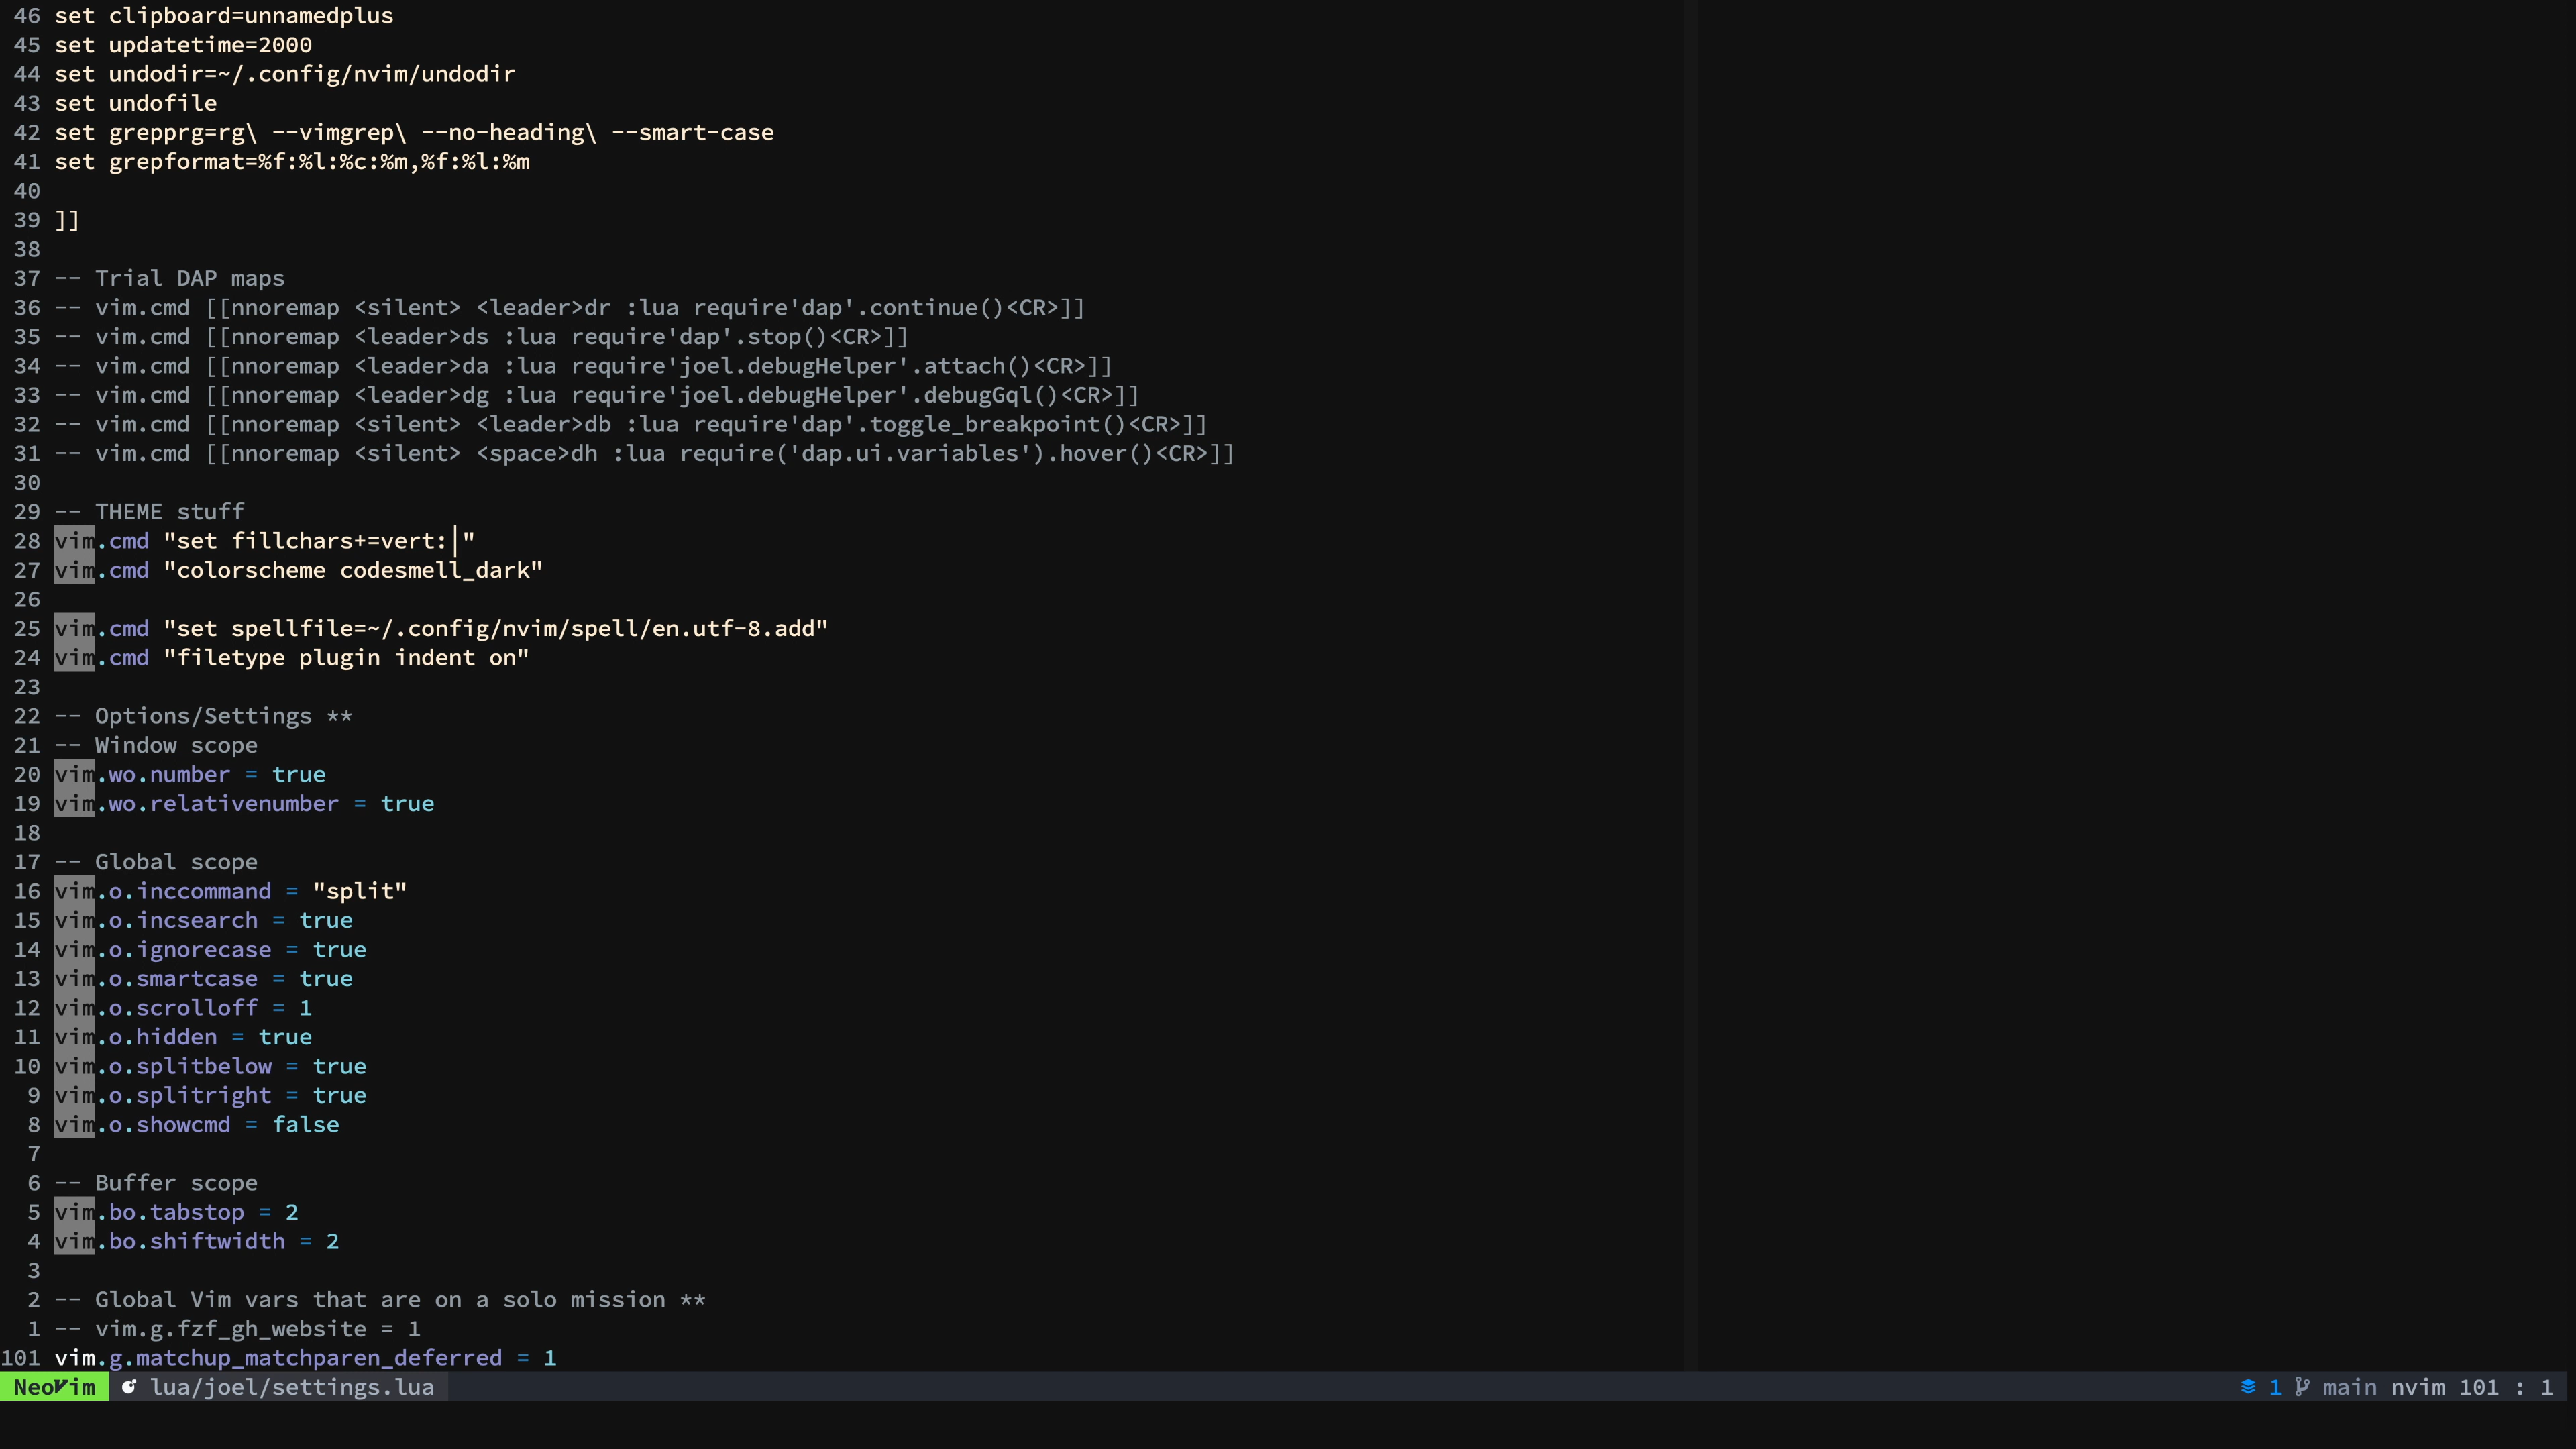 46 set clipboard=unnamedplus
45 set updatetime=2000
44 set undodir=~/.config/nvim/undodir
43 set undofile
42 set grepprg=rg\ --vimgrep\ --no-heading\ --smart-case
41 set grepformat=%f:%l:%c:%m,%f:%l:%m
40
39 ]]
38
37 -- Trial DAP maps
36 -- vim.cmd [[nnoremap <silent> <leader>dr :lua require'dap'.continue()<CR>]]
35 -- vim.cmd [[nnoremap <leader>ds :lua require'dap'.stop()<CR>]]
34 -- vim.cmd [[nnoremap <leader>da :lua require'joel.debugHelper'.attach()<CR>]]
33 -- vim.cmd [[nnoremap <leader>dg :lua require'joel.debugHelper'.debugGql()<CR>]]
32 -- vim.cmd [[nnoremap <silent> <leader>db :lua require'dap'.toggle_breakpoint()<CR>]]
31 -- vim.cmd [[nnoremap <silent> <space>dh :lua require('dap.ui.variables').hover()<CR>]]
30
29 -- THEME stuff
28 vim.cmd "set fillchars+=vert:│"
27 vim.cmd "colorscheme codesmell_dark"
26
25 vim.cmd "set spellfile=~/.config/nvim/spell/en.utf-8.add"
24 vim.cmd "filetype plugin indent on"
23
22 -- Options/Settings **
21 -- Window scope
20 vim.wo.number = true
19 vim.wo.relativenumber = true
18
17 -- Global scope
16 vim.o.inccommand = "split"
15 vim.o.incsearch = true
14 vim.o.ignorecase = true
13 vim.o.smartcase = true
12 vim.o.scrolloff = 1
11 vim.o.hidden = true
10 vim.o.splitbelow = true
9 vim.o.splitright = true
8 vim.o.showcmd = false
7
6 -- Buffer scope
5 vim.bo.tabstop = 2
4 vim.bo.shiftwidth = 2
3
2 -- Global Vim vars that are on a solo mission **
1 -- vim.g.fzf_gh_website = 1
101 vim.g.matchup_matchparen_deferred = 1
NeoVim lua/joel/settings.lua 1 main nvim 101 : 1